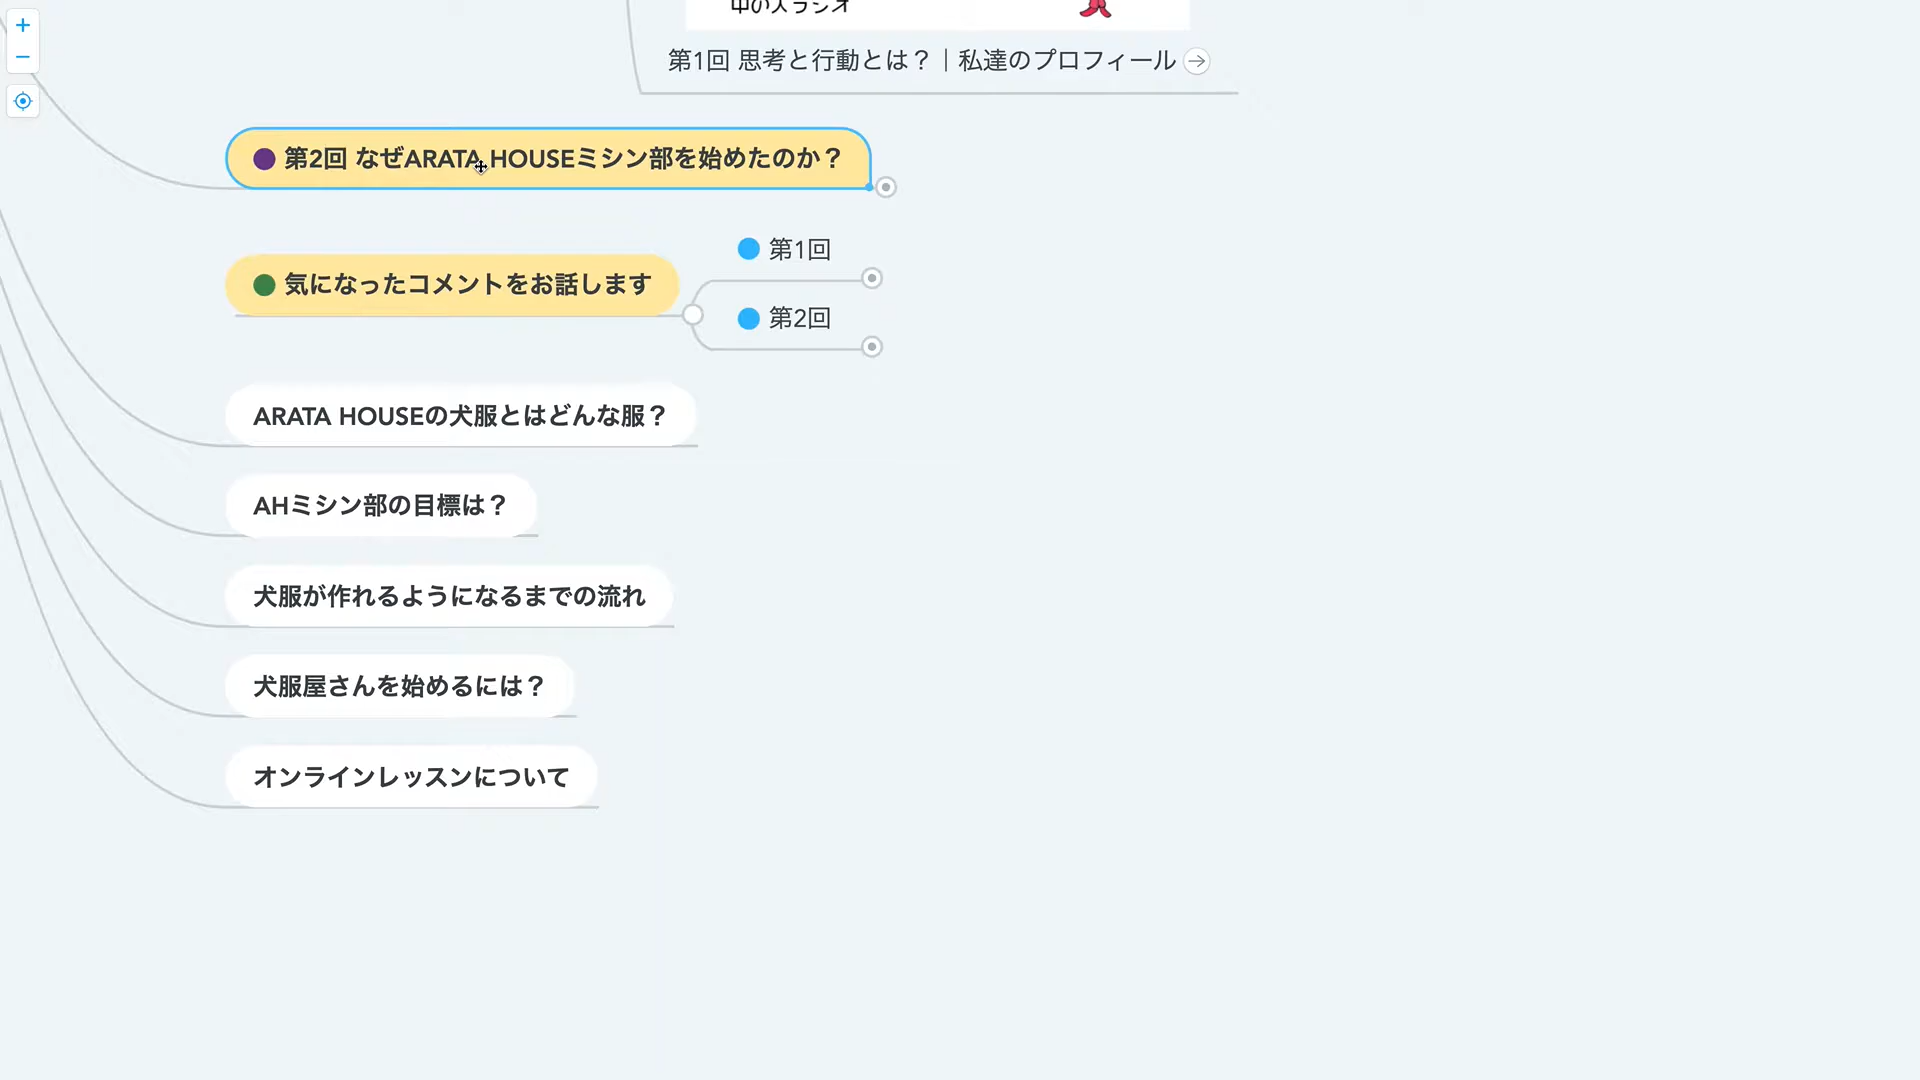 中の人ラジオ
第1回 思考と行動とは？｜私達のプロフィール
第2回 なぜARATA HOUSEミシン部を始めたのか？
第1回
気になったコメントをお話します
第2回
ARATA HOUSEの犬服とはどんな服？
AHミシン部の目標は？
犬服が作れるようになるまでの流れ
犬服屋さんを始めるには？
オンラインレッスンについて